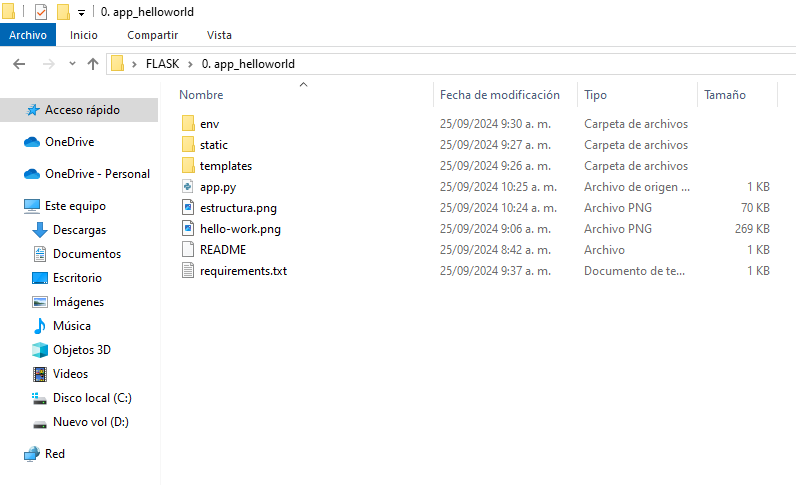 0. app_helloworld
Archivo Inicio Compartir Vista
FLASK 0. app_helloworld
Nombre Fecha de modificación Tipo Tamaño
Acceso rápido
OneDrive
OneDrive - Personal
Este equipo
Descargas
Documentos
Escritorio
Imágenes
Música
Objetos 3D
Videos
Disco local (C:)
Nuevo vol (D:)
Red
env 25/09/2024 9:30 a. m. Carpeta de archivos
static 25/09/2024 9:27 a. m. Carpeta de archivos
templates 25/09/2024 9:26 a. m. Carpeta de archivos
app.py 25/09/2024 10:25 a. m. Archivo de origen ... 1 KB
estructura.png 25/09/2024 10:24 a. m. Archivo PNG 70 KB
hello-work.png 25/09/2024 9:06 a. m. Archivo PNG 269 KB
README 25/09/2024 8:42 a. m. Archivo 1 KB
requirements.txt 25/09/2024 9:37 a. m. Documento de te... 1 KB